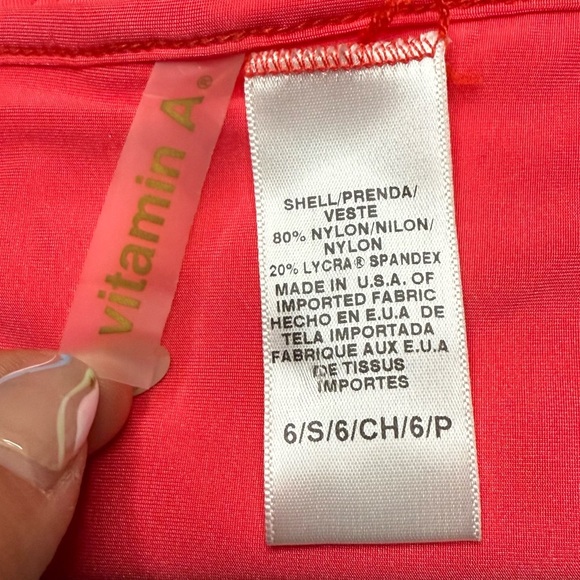 vitamin A®
SHELL/PRENDA/
VESTE
80% NYLON/NILON/
NYLON
20% LYCRA® SPANDEX
MADE IN U.S.A. OF
IMPORTED FABRIC
HECHO EN E.U.A DE
TELA IMPORTADA
FABRIQUE AUX E.U.A
DE TISSUS
IMPORTES
6/S/6/CH/6/P